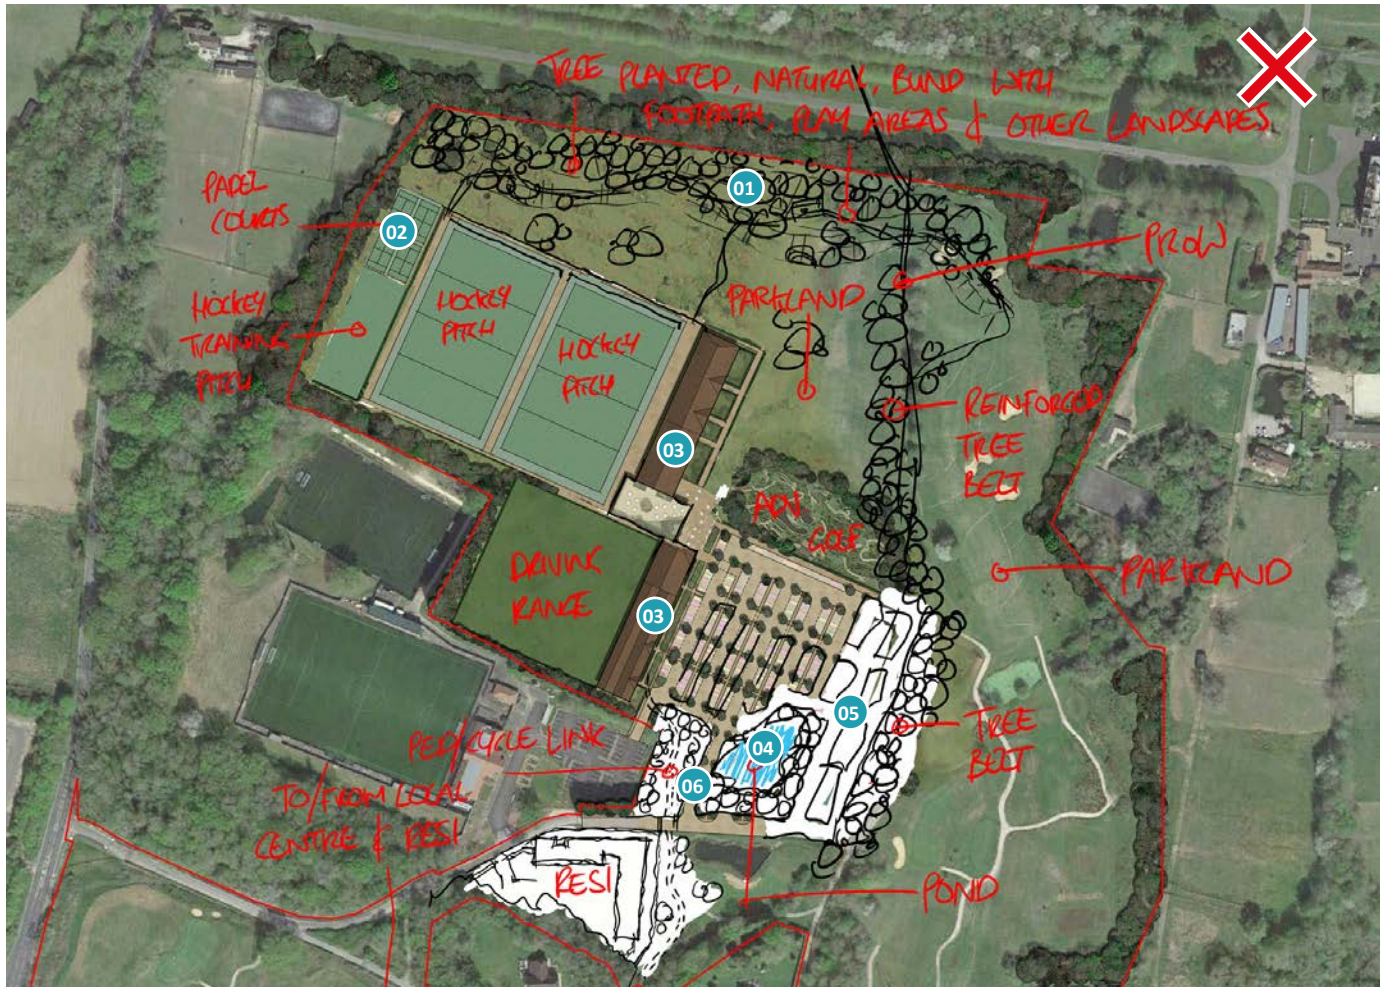 TREE PLANTED, NATURAL, BUND WITH
FOOTPATH, PLAY AREAS & OTHER LANDSCAPES
01
PADEL
COURTS
02
PROW
HOCKEY
TRAINING
PITCH
HOCKEY
PITCH
HOCKEY
PITCH
PARKLAND
REINFORCED
TREE
BELT
03
ADV
GOLF
DRIVING
RANGE
PARKLAND
03
PED/CYCLE LINK
TO/FROM LOCAL
CENTRE & RESI
04
05
06
TREE
BELT
RESI
POND